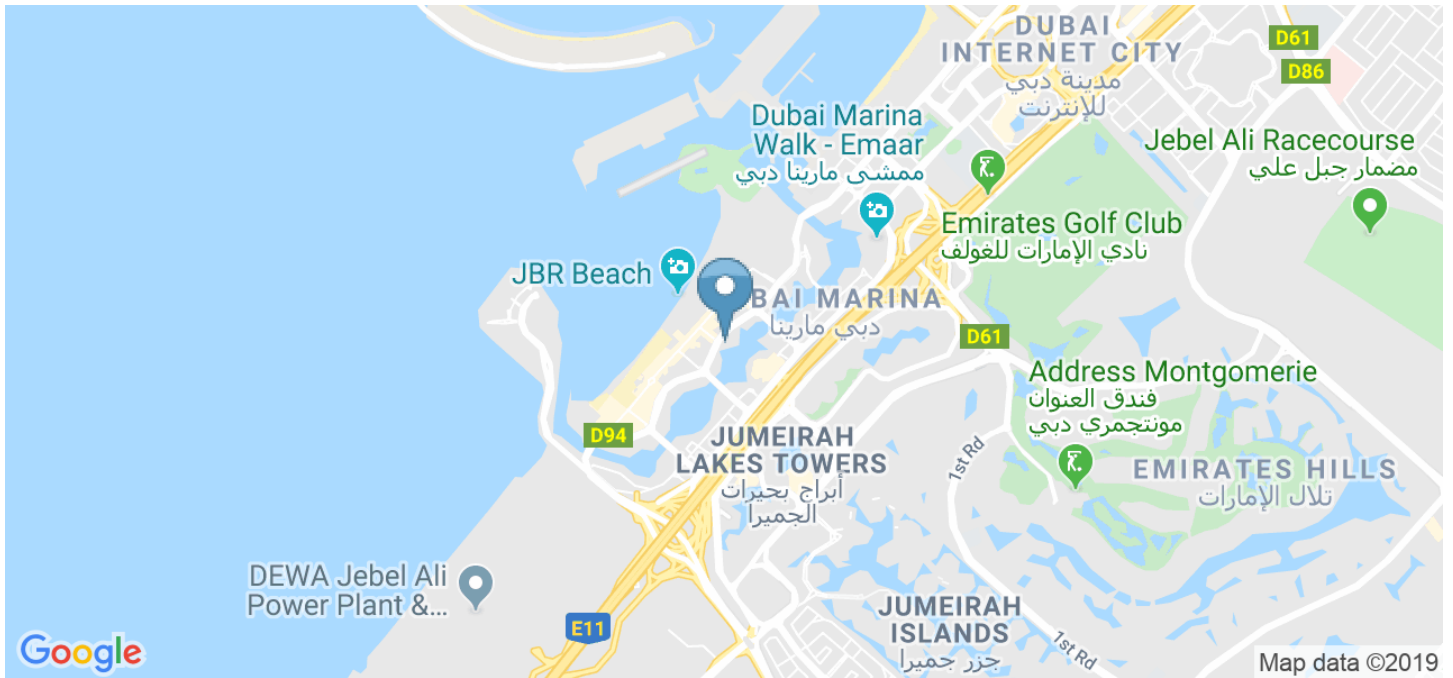 DUBAI
INTERNET CITY
مدينة دبي
للإنترنت
D61
D86
Dubai Marina
Walk - Emaar
ممشى مارينا دبي
Jebel Ali Racecourse
مضمار جبل علي
Emirates Golf Club
نادي الإمارات للغولف
JBR Beach
BAI MARINA
دبي مارينا
D61
Address Montgomerie
فندق العنوان
مونتجمري دبي
D94
JUMEIRAH
LAKES TOWERS
أبراج بحيرات
الجميرا
1st Rd
EMIRATES HILLS
تلال الإمارات
DEWA Jebel Ali
Power Plant &...
E11
JUMEIRAH
ISLANDS
جزر جميرا
1st Rd
Google
Map data ©2019